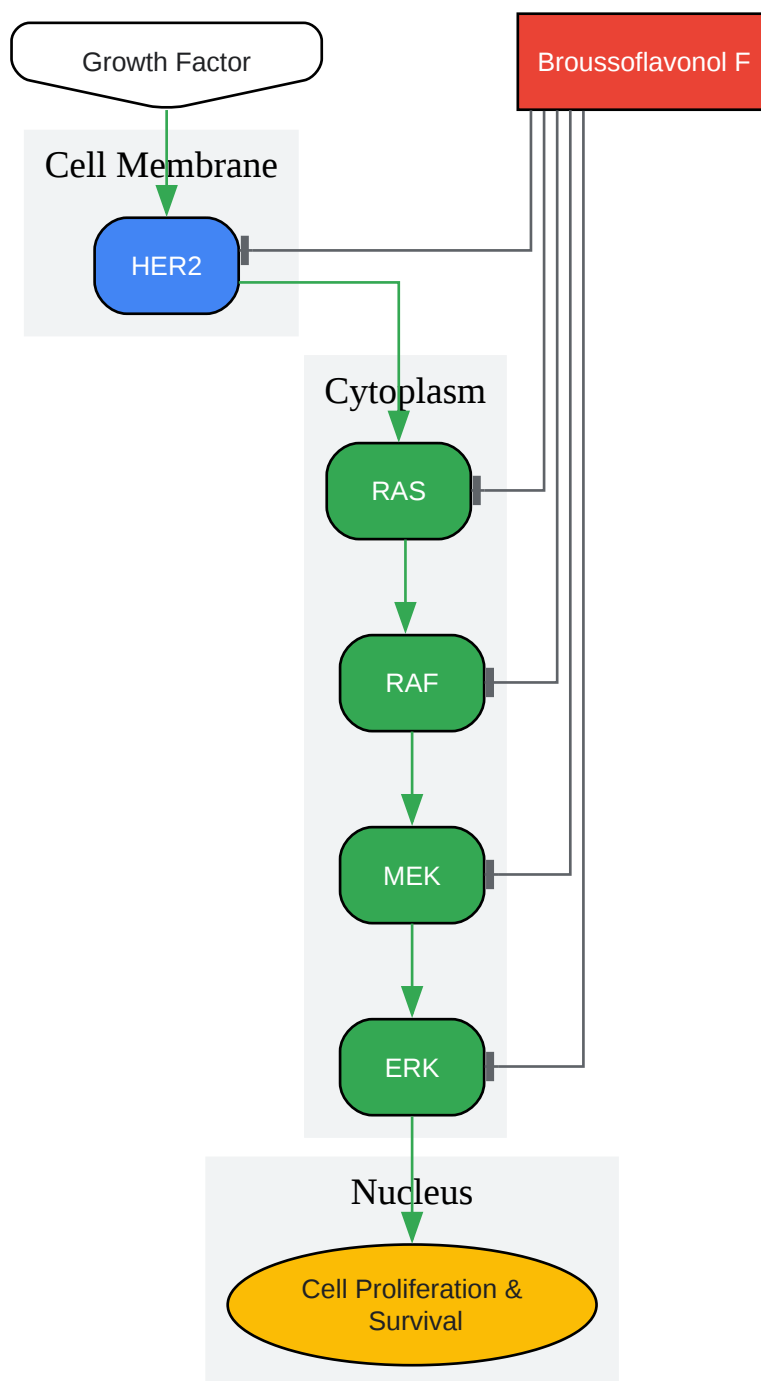 Growth Factor
Broussoflavonol F
Cell Membrane
HER2
Cytoplasm
RAS
RAF
MEK
ERK
Nucleus
Cell Proliferation &
Survival